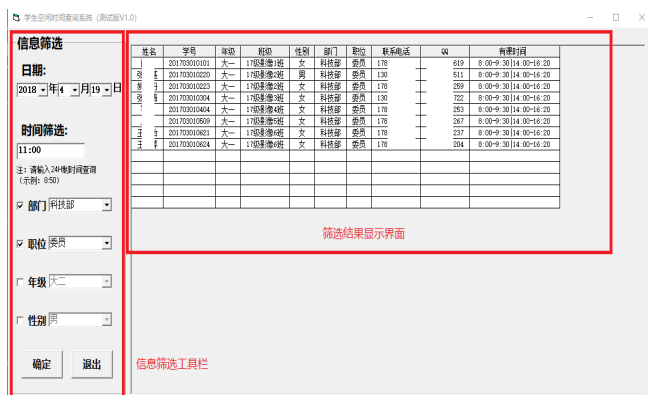 学生空闲时间查询系统 (测试版V1.0)
信息筛选
日期:
2018 年 4 月 19 日
时间筛选:
11:00
注: 请输入24H制时间查询
(示例: 8:50)
部门 科技部
职位 委员
年级 大二
性别 男
确定 退出
姓名 学号 年级 班级 性别 部门 职位 联系电话 QQ 有课时间
201703010101 大一 17级影像1班 女 科技部 委员 178 619 8:00-9:30|14:00-16:20
201703010220 大一 17级影像2班 男 科技部 委员 130 511 8:00-9:30|14:00-16:20
201703010223 大一 17级影像2班 女 科技部 委员 178 259 8:00-9:30|14:00-16:20
201703010304 大一 17级影像3班 女 科技部 委员 130 722 8:00-9:30|14:00-16:20
201703010404 大一 17级影像4班 女 科技部 委员 178 253 8:00-9:30|14:00-16:20
201703010509 大一 17级影像5班 女 科技部 委员 178 267 8:00-9:30|14:00-16:20
王 201703010621 大一 17级影像6班 女 科技部 委员 178 237 8:00-9:30|14:00-16:20
王 201703010624 大一 17级影像6班 女 科技部 委员 178 204 8:00-9:30|14:00-16:20
筛选结果显示界面
信息筛选工具栏